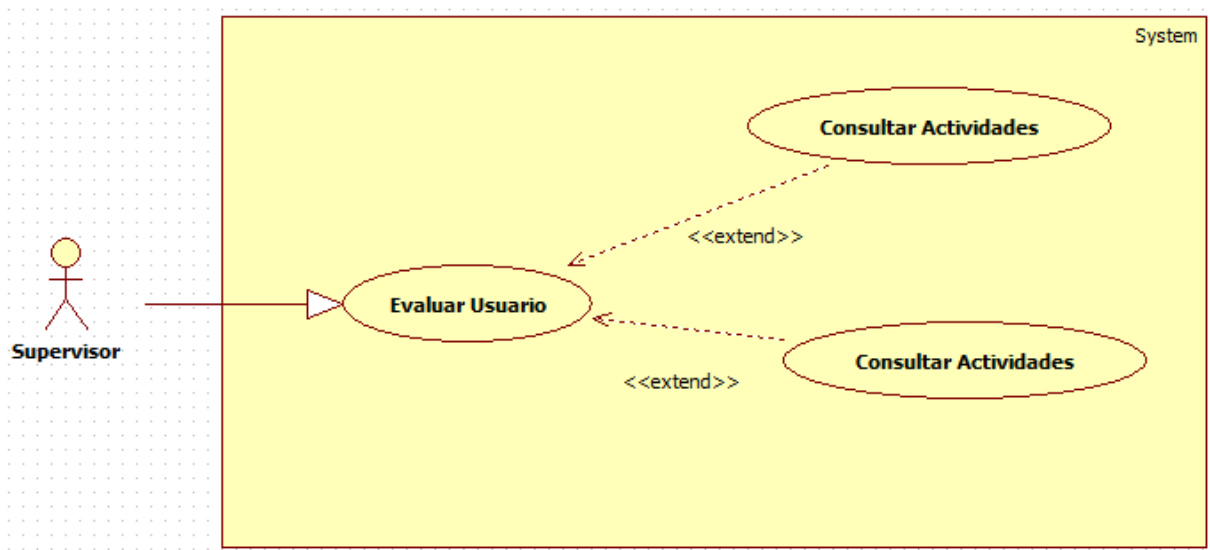 System
Consultar Actividades
<<extend>>
Evaluar Usuario
Supervisor
Consultar Actividades
<<extend>>